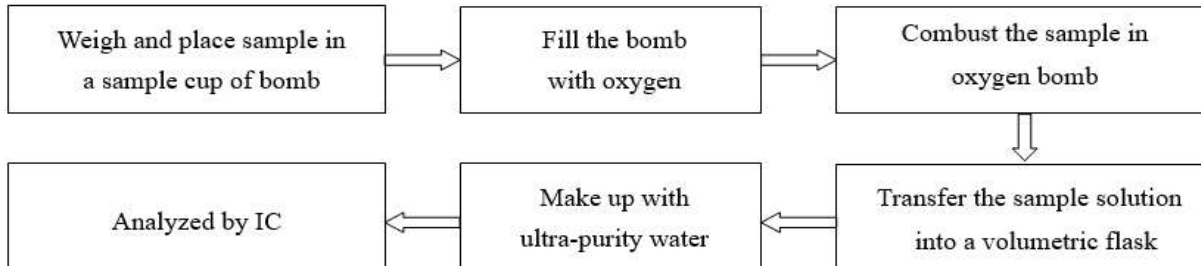 Weigh and place sample in
a sample cup of bomb
Fill the bomb
with oxygen
Combust the sample in
oxygen bomb
Transfer the sample solution
into a volumetric flask
Make up with
ultra-purity water
Analyzed by IC